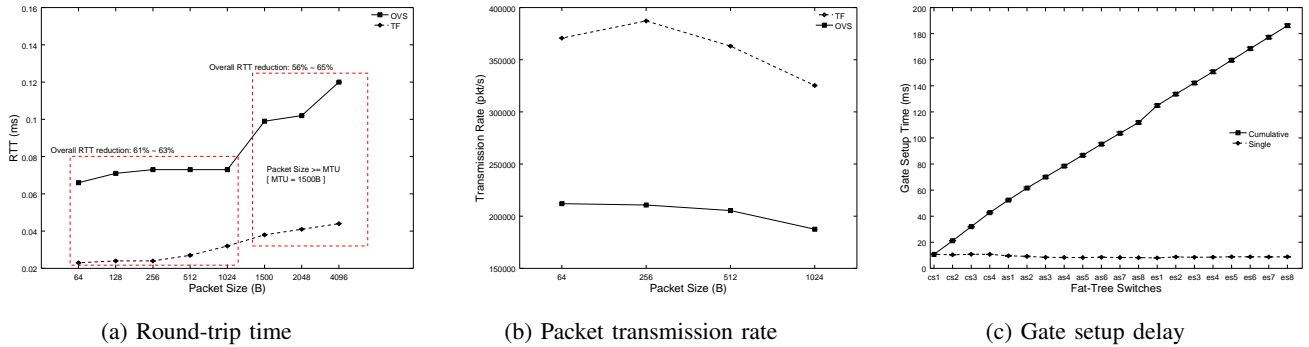 0.16
0.14
0.12
0.1
0.08
0.06
0.04
0.02
RTT (ms)
OVS
TF
Overall RTT reduction: 56% ~ 65%
Overall RTT reduction: 61% ~ 63%
Packet Size >= MTU
[ MTU = 1500B ]
64 128 256 512 1024 1500 2048 4096
Packet Size (B)
(a) Round-trip time
400000
350000
300000
250000
200000
150000
Transmission Rate (pkt/s)
TF
OVS
64 256 512 1024
Packet Size (B)
(b) Packet transmission rate
200
180
160
140
120
100
80
60
40
20
0
Gate Setup Time (ms)
Cumulative
Single
cs1 cs2 cs3 cs4 as1 as2 as3 as4 as5 as6 as7 as8 es1 es2 es3 es4 es5 es6 es7 es8
Fat-Tree Switches
(c) Gate setup delay